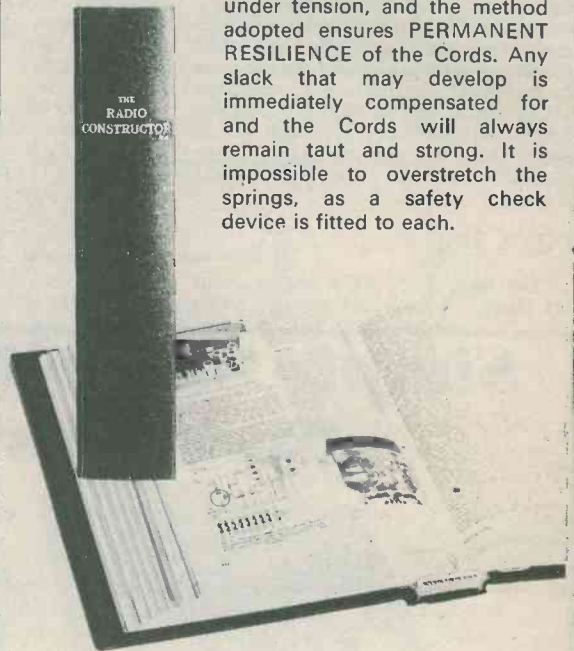 under tension, and the method
adopted ensures PERMANENT
RESILIENCE of the Cords. Any
slack that may develop is
immediately compensated for
and the Cords will always
remain taut and strong. It is
impossible to overstretch the
springs, as a safety check
device is fitted to each.
THE
RADIO
CONSTRUCTOR